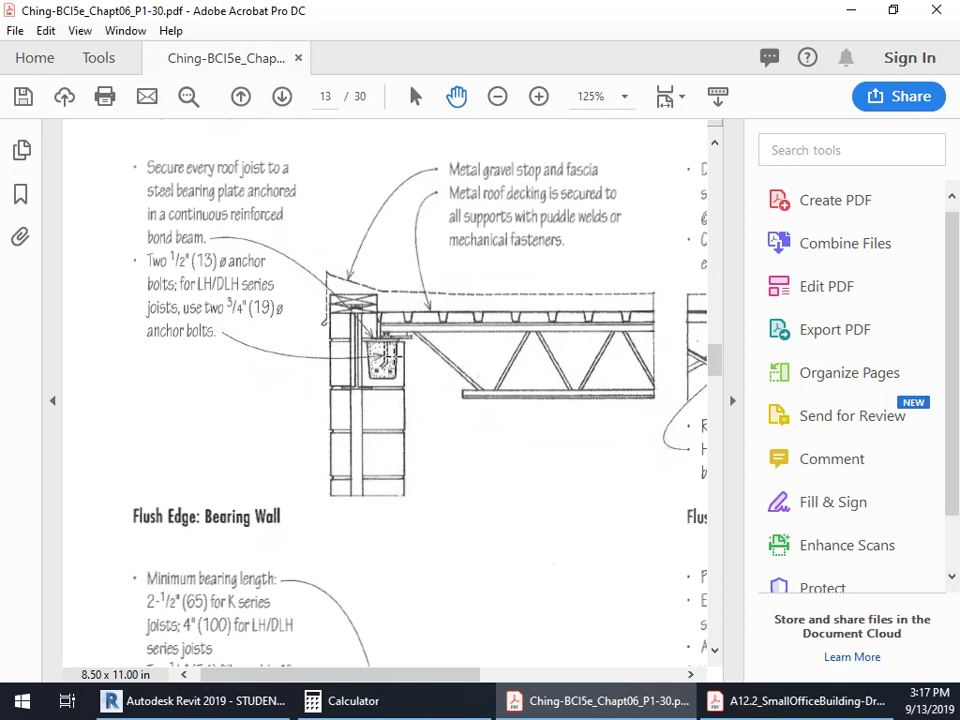 Ching-BCI5e_Chapt06_P1-30.pdf - Adobe Acrobat Pro DC
File Edit View Window Help
Home Tools Ching-BCI5e_Chap... × Sign In
13 / 30 125% Share
• Secure every roof joist to a
steel bearing plate anchored
in a continuous reinforced
bond beam.
• Two 1/2" (13) ø anchor
bolts; for LH/DLH series
joists, use two 3/4" (19)ø
anchor bolts.
Metal gravel stop and fascia
Metal roof decking is secured to
all supports with puddle welds or
mechanical fasteners.
Flush Edge: Bearing Wall
• Minimum bearing length:
2-1/2" (65) for K series
joists; 4" (100) for LH/DLH
series joists
8.50 x 11.00 in
Search tools
Create PDF
Combine Files
Edit PDF
Export PDF
Organize Pages
NEW
Send for Review
Comment
Fill & Sign
Enhance Scans
Protect
Store and share files in the
Document Cloud
Learn More
Autodesk Revit 2019 - STUDEN...
Calculator
Ching-BCI5e_Chapt06_P1-30.p...
A12.2_SmallOfficeBuilding-Dr...
3:17 PM
9/13/2019